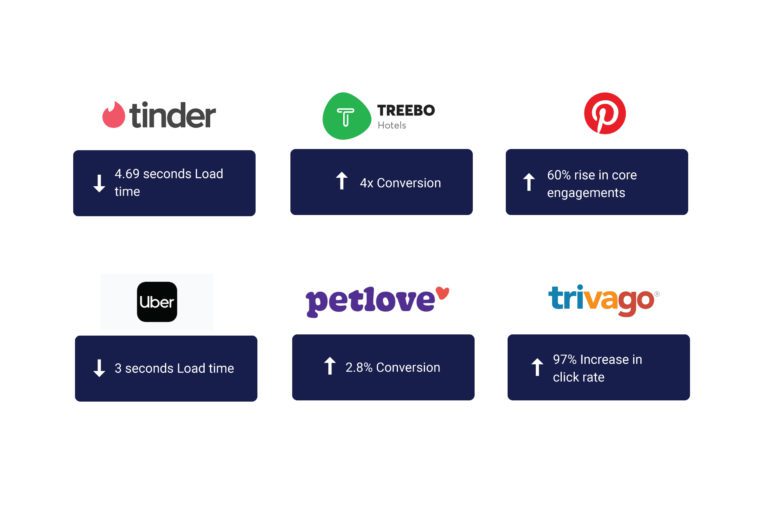 tinder
TREEBO
Hotels
4.69 seconds Load
time
4x Conversion
60% rise in core
engagements
Uber
petlove
trivago®
3 seconds Load time
2.8% Conversion
97% Increase in
click rate